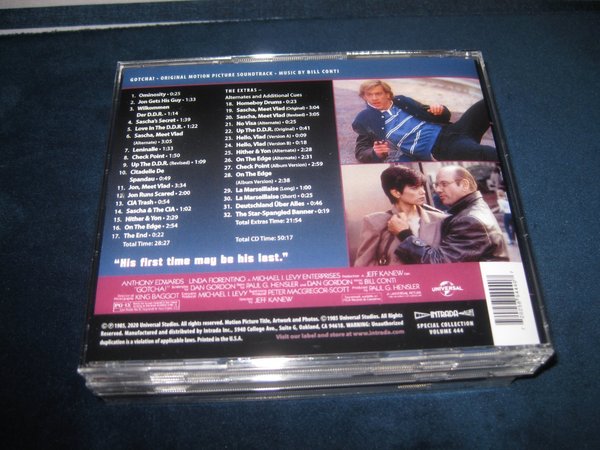 GOTCHA! • ORIGINAL MOTION PICTURE SOUNDTRACK • MUSIC BY BILL CONTI
1. Ominosity • 0:25
2. Jon Gets His Guy • 1:33
3. Wilkommen
Der D.D.R. • 2:14
4. Sascha's Secret • 1:39
5. Love In The D.D.R. • 1:22
6. Sascha, Meet Vlad
(Alternate) • 3:05
7. Leninalle • 1:33
8. Check Point • 1:50
9. Up The D.D.R. (Revised) • 1:09
10. Citadelle De
Spandau • 0:49
11. Jon, Meet Vlad • 3:34
12. Jon Runs Scared • 2:00
13. CIA Trash • 0:54
14. Sascha & The CIA • 2:01
15. Hither & Yon • 2:29
16. On The Edge • 2:54
17. The End • 0:22
Total Time: 28:27
THE EXTRAS –
Alternates and Additional Cues
18. Homeboy Drums • 0:23
19. Sascha, Meet Vlad (Original) • 3:04
20. Sascha, Meet Vlad (Revised) • 3:05
21. No Visa (Alternate) • 0:25
22. Up The D.D.R. (Original) • 0:41
23. Hello, Vlad (Version A) • 0:09
24. Hello, Vlad (Version B) • 0:18
25. Hither & Yon (Alternate) • 2:28
26. On The Edge (Alternate) • 2:31
27. Check Point (Album Version) • 1:59
28. On The Edge
(Album Version) • 2:38
29. La Marseillaise (Long) • 1:00
30. La Marseillaise (Short) • 0:25
31. Deutschland Über Alles • 0:46
32. The Star-Spangled Banner • 0:19
Total Extras Time: 21:54
Total CD Time: 50:17
"His first time may be his last."
ANTHONY EDWARDS LINDA FIORENTINO MICHAEL I. LEVY ENTERPRISES JEFF KANEW
"GOTCHA!" DAN GORDON PAUL G. HENSLER DAN GORDON BILL CONTI
KING BAGGOT MICHAEL I. LEVY PETER MACGREGOR-SCOTT PAUL G. HENSLER
JEFF KANEW
PG-13
UNIVERSAL
℗ © 1985, 2020 Universal Studios. All rights reserved. Motion Picture Title, Artwork and Photos. © 1985 Universal Studios. All Rights
Reserved. Manufactured and distributed by Intrada Inc., 5940 College Ave., Suite G, Oakland, CA 94618. WARNING: Unauthorized
duplication is a violation of applicable laws. Printed in the U.S.A.
Visit our label and store at www.intrada.com
INTRADA
SPECIAL COLLECTION
VOLUME 444